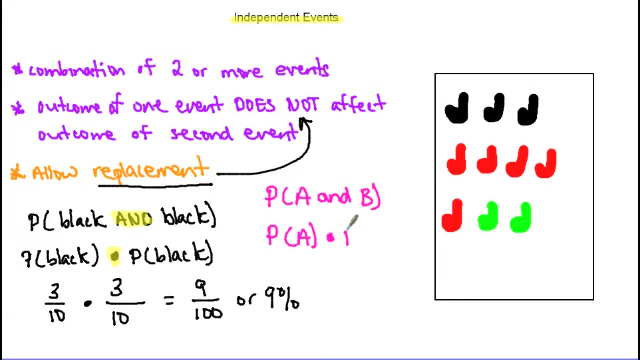 Independent Events
* combination of 2 or more events
* outcome of one event DOES NOT affect
outcome of second event
* Allow replacement
P(black AND black)
P(black) • P(black)
3/10 • 3/10 = 9/100 or 9%
P(A and B)
P(A) •